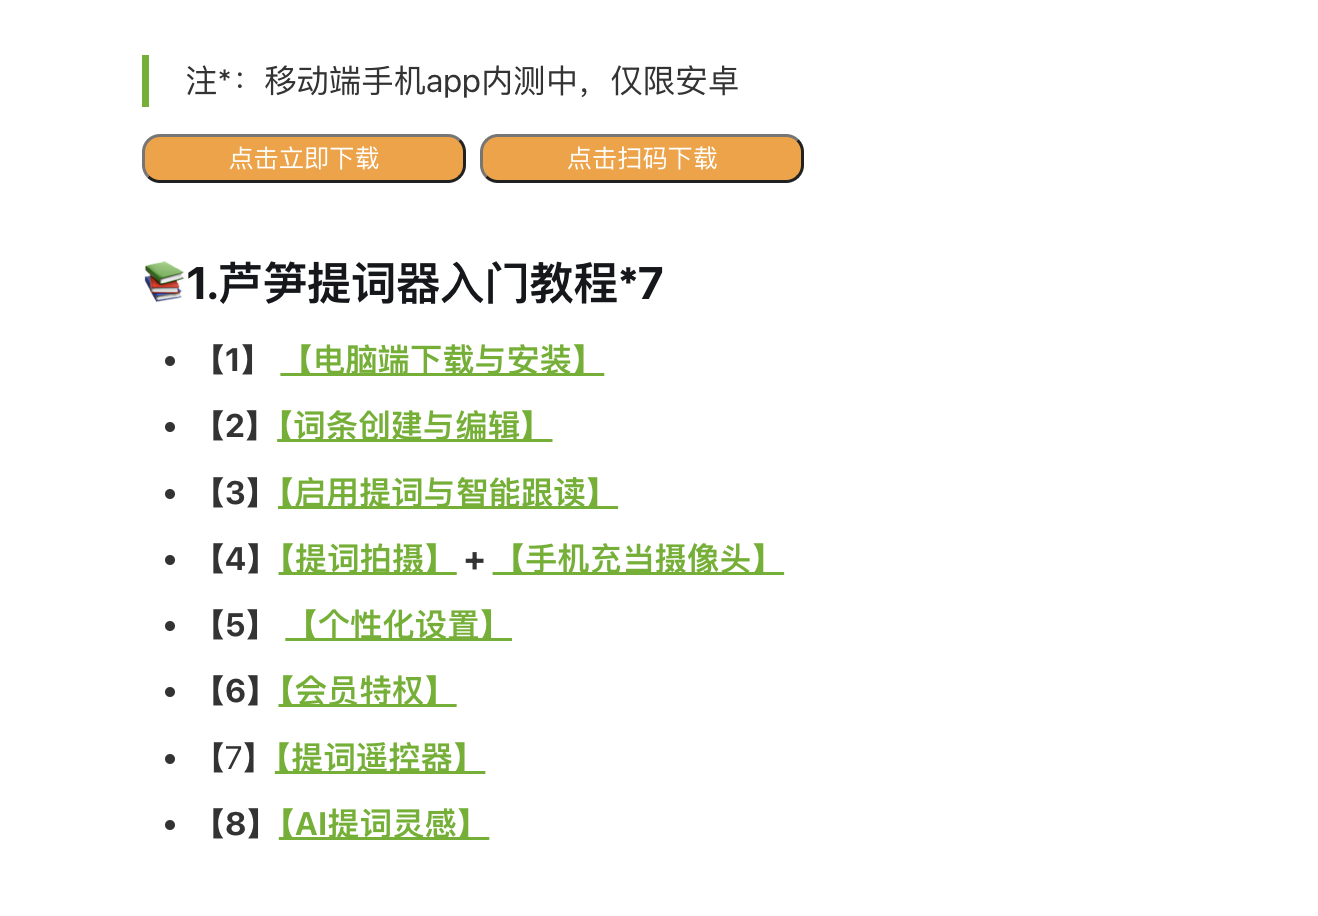 注*：移动端手机app内测中，仅限安卓
点击立即下载 点击扫码下载
📚1.芦笋提词器入门教程*7
• 【1】 【电脑端下载与安装】
• 【2】【词条创建与编辑】
• 【3】【启用提词与智能跟读】
• 【4】【提词拍摄】 + 【手机充当摄像头】
• 【5】 【个性化设置】
• 【6】【会员特权】
• 【7】【提词遥控器】
• 【8】【AI提词灵感】